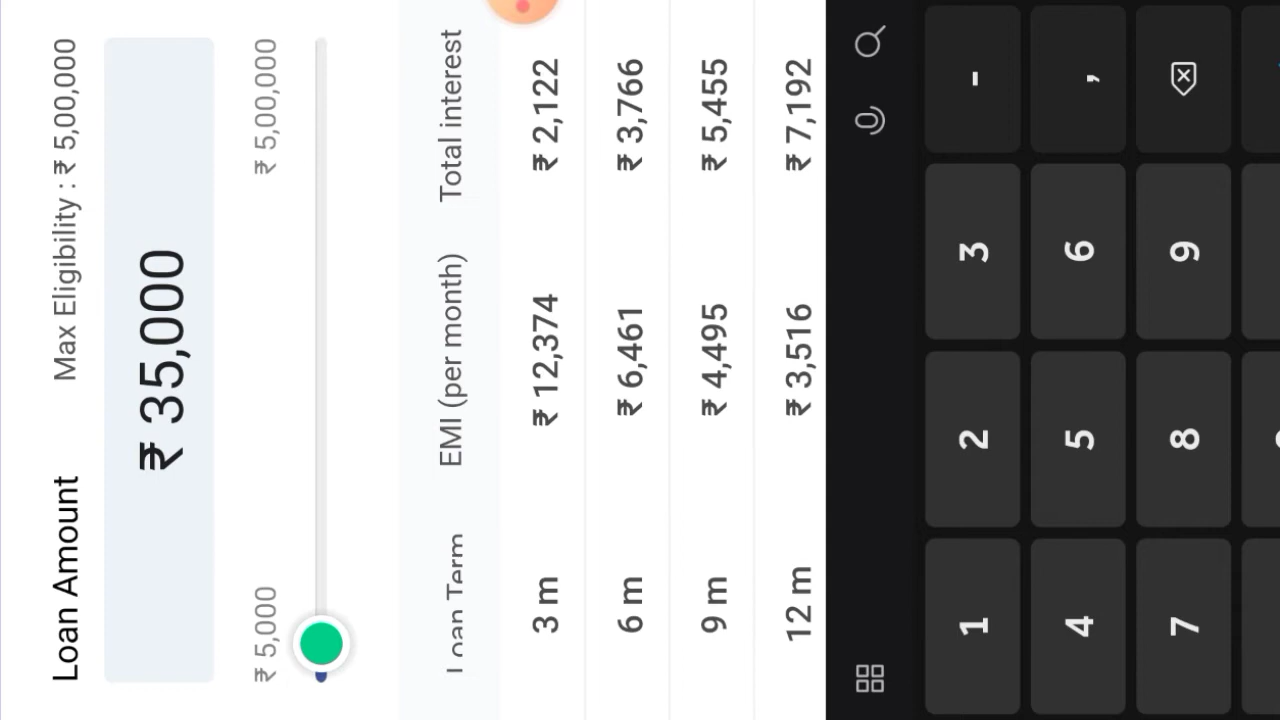 Loan Amount Max Eligibility : ₹ 5,00,000
₹ 35,000
₹ 5,000 ₹ 5,00,000
Loan Term EMI (per month) Total interest
3 m ₹ 12,374 ₹ 2,122
6 m ₹ 6,461 ₹ 3,766
9 m ₹ 4,495 ₹ 5,455
12 m ₹ 3,516 ₹ 7,192
1 2 3 -
4 5 6 ,
7 8 9